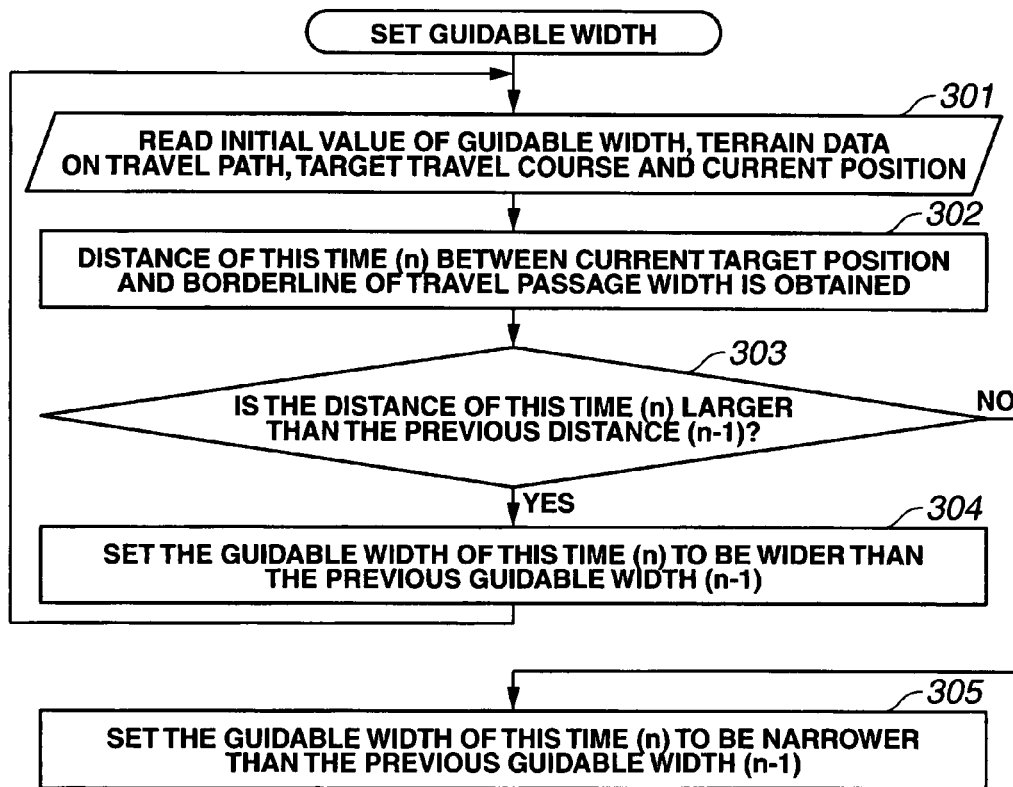 SET GUIDABLE WIDTH
301
READ INITIAL VALUE OF GUIDABLE WIDTH, TERRAIN DATA
ON TRAVEL PATH, TARGET TRAVEL COURSE AND CURRENT POSITION
302
DISTANCE OF THIS TIME (n) BETWEEN CURRENT TARGET POSITION
AND BORDERLINE OF TRAVEL PASSAGE WIDTH IS OBTAINED
303
IS THE DISTANCE OF THIS TIME (n) LARGER
THAN THE PREVIOUS DISTANCE (n-1)?
NO
YES
304
SET THE GUIDABLE WIDTH OF THIS TIME (n) TO BE WIDER THAN
THE PREVIOUS GUIDABLE WIDTH (n-1)
305
SET THE GUIDABLE WIDTH OF THIS TIME (n) TO BE NARROWER
THAN THE PREVIOUS GUIDABLE WIDTH (n-1)